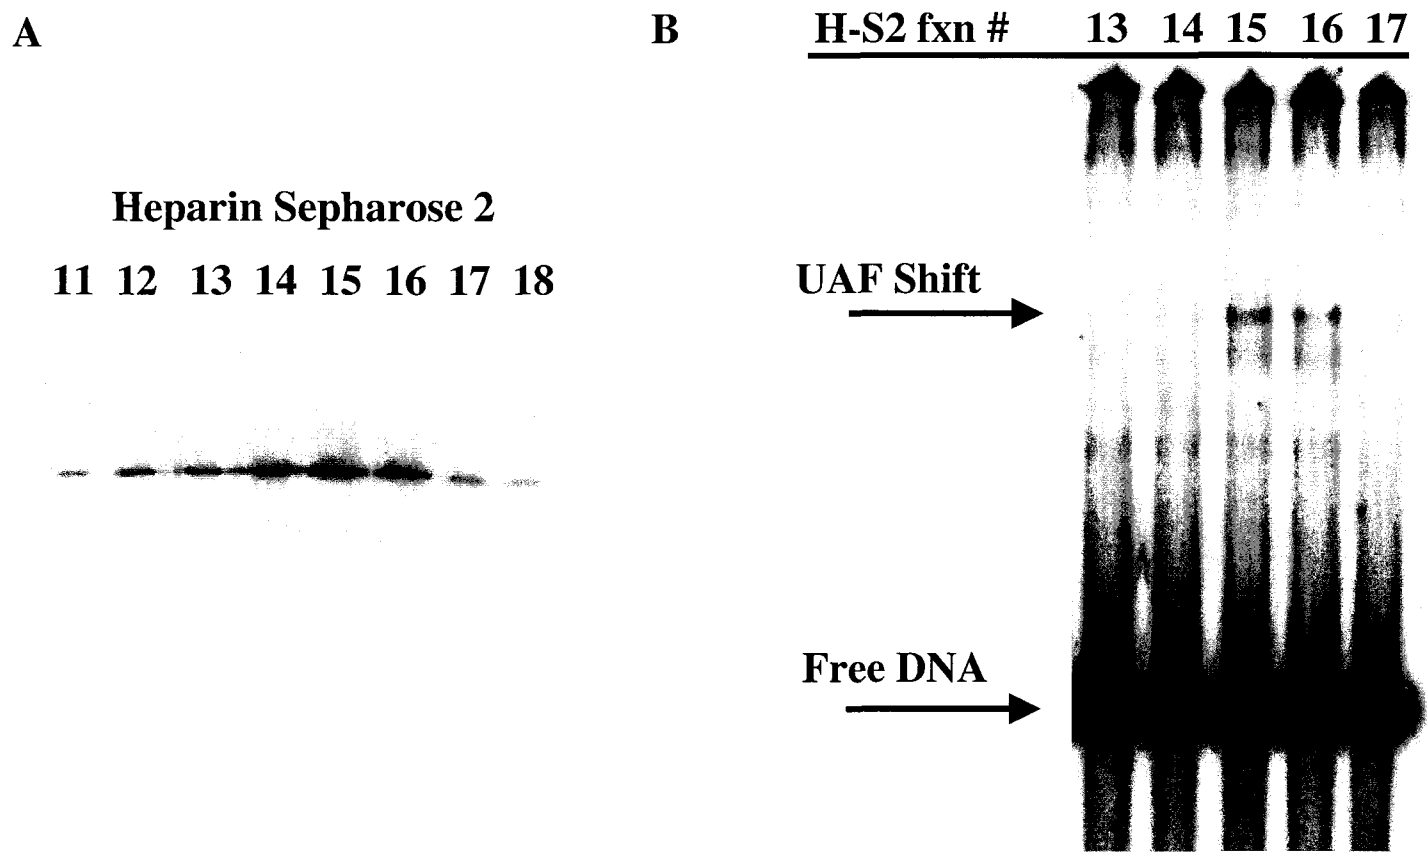 A
Heparin Sepharose 2
11 12 13 14 15 16 17 18
B
H-S2 fxn # 13 14 15 16 17
UAF Shift
Free DNA